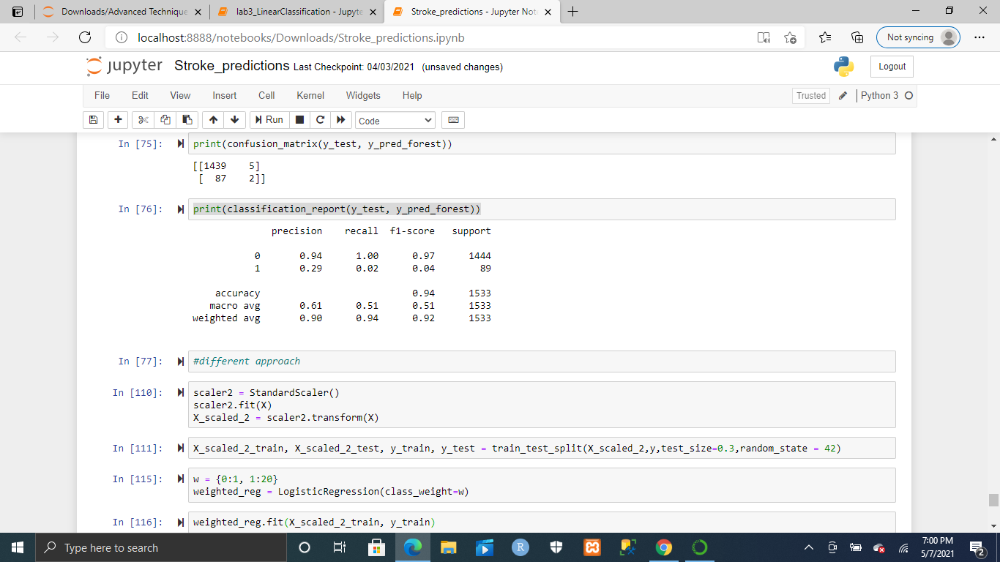 Downloads/Advanced Technique
lab3_LinearClassification - Jupyte
Stroke_predictions - Jupyter Not
localhost:8888/notebooks/Downloads/Stroke_predictions.ipynb
Not syncing
jupyter Stroke_predictions Last Checkpoint: 04/03/2021 (unsaved changes)
Logout
File Edit View Insert Cell Kernel Widgets Help
Trusted Python 3
Run Code
In [75]: print(confusion_matrix(y_test, y_pred_forest))
[[1439    5]
 [  87    2]]
In [76]: print(classification_report(y_test, y_pred_forest))
precision recall f1-score support
0 0.94 1.00 0.97 1444
1 0.29 0.02 0.04 89
accuracy 0.94 1533
macro avg 0.61 0.51 0.51 1533
weighted avg 0.90 0.94 0.92 1533
In [77]: #different approach
In [110]: scaler2 = StandardScaler()
scaler2.fit(X)
X_scaled_2 = scaler2.transform(X)
In [111]: X_scaled_2_train, X_scaled_2_test, y_train, y_test = train_test_split(X_scaled_2,y,test_size=0.3,random_state = 42)
In [115]: w = {0:1, 1:20}
weighted_reg = LogisticRegression(class_weight=w)
In [116]: weighted_reg.fit(X_scaled_2_train, y_train)
Type here to search
R
7:00 PM
5/7/2021
2